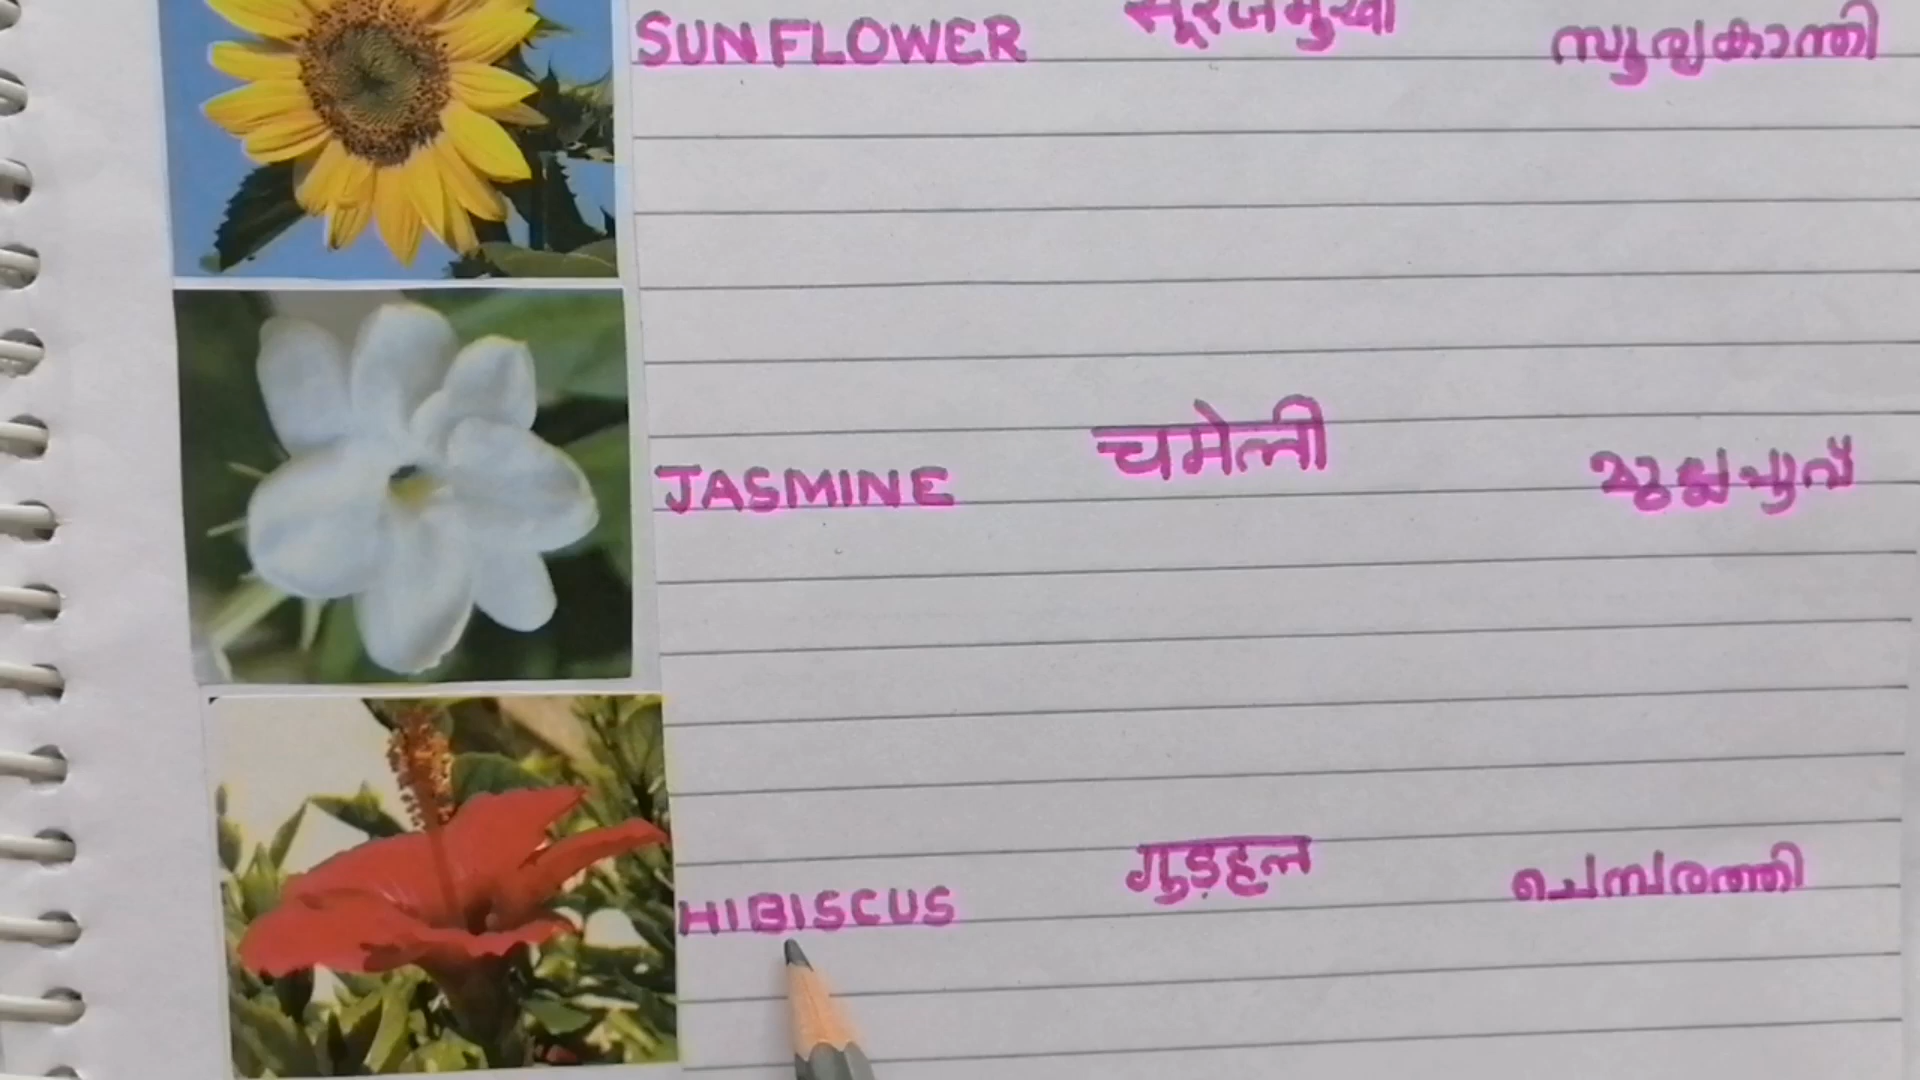 SUNFLOWER सूरजमुखी സൂര്യകാന്തി
JASMINE चमेली മുല്ലപ്പൂവ്
HIBISCUS गुड़हल ചെമ്പരത്തി